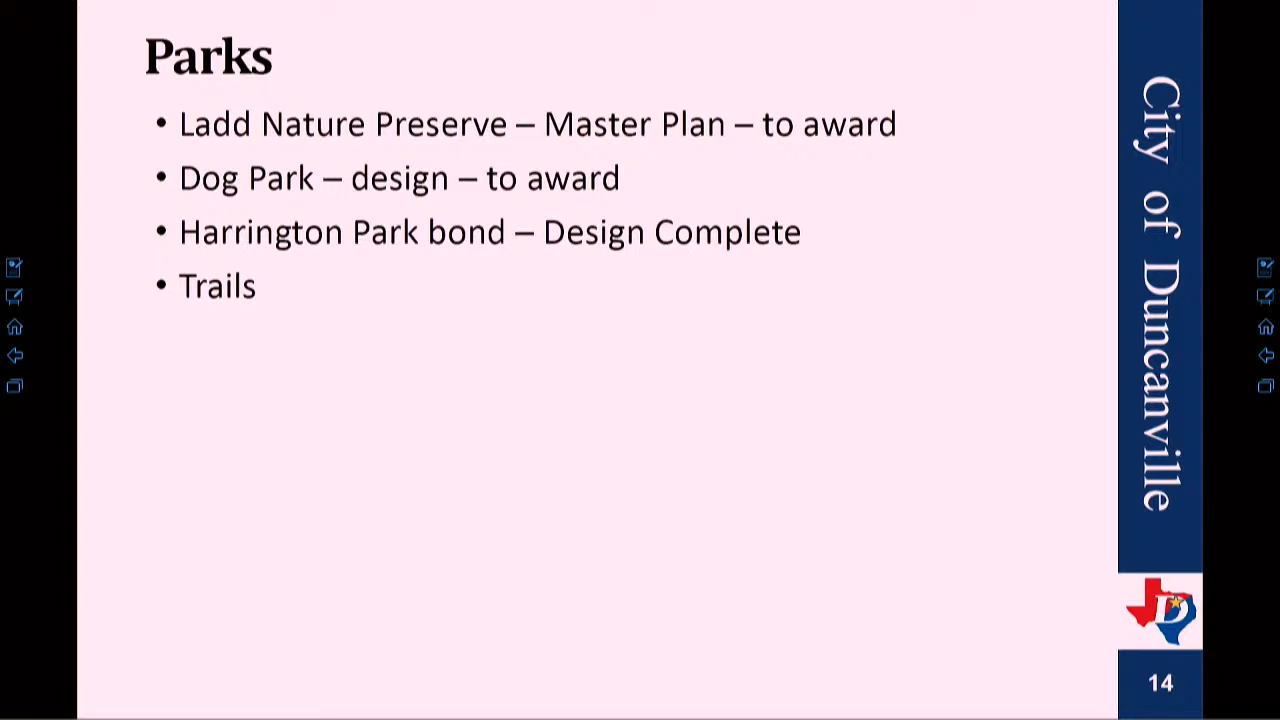 Parks
• Ladd Nature Preserve – Master Plan – to award
• Dog Park – design – to award
• Harrington Park bond – Design Complete
• Trails
City of Duncanville
D
14